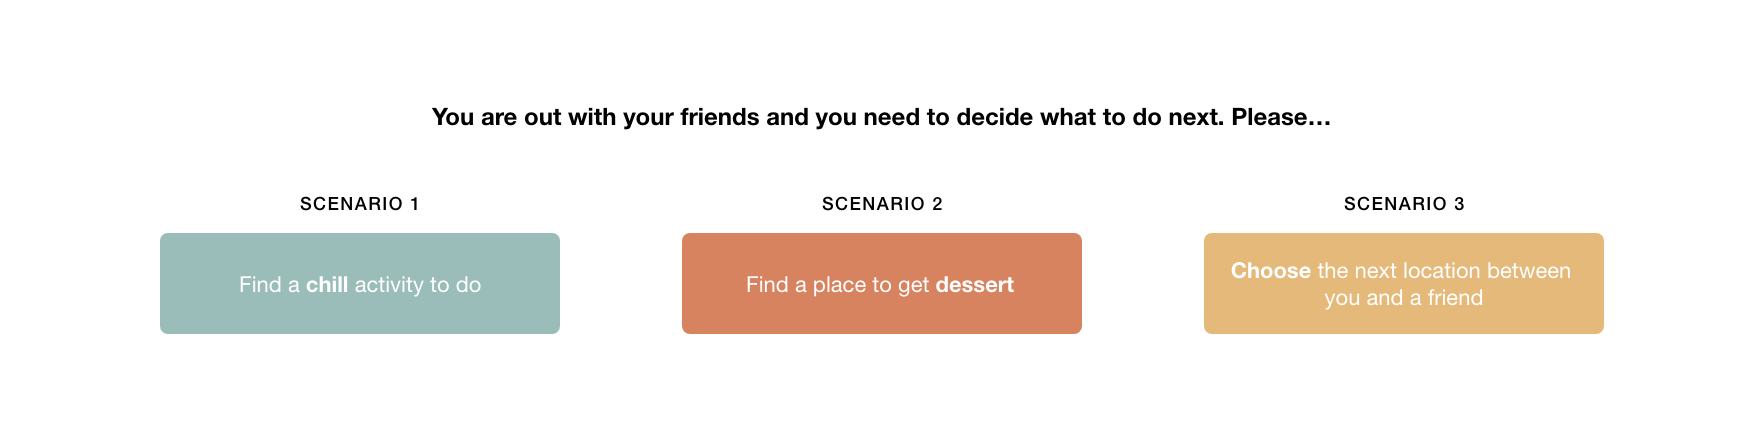 You are out with your friends and you need to decide what to do next. Please…
SCENARIO 1
Find a chill activity to do
SCENARIO 2
Find a place to get dessert
SCENARIO 3
Choose the next location between
you and a friend